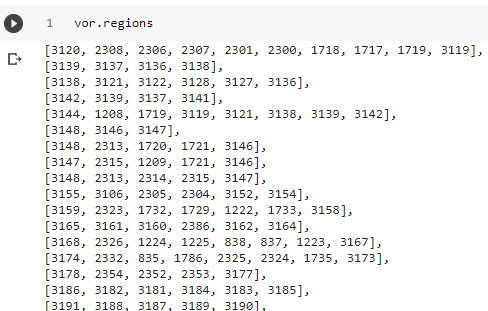 1 vor.regions
[3120, 2308, 2306, 2307, 2301, 2300, 1718, 1717, 1719, 3119],
[3139, 3137, 3136, 3138],
[3138, 3121, 3122, 3128, 3127, 3136],
[3142, 3139, 3137, 3141],
[3144, 1208, 1719, 3119, 3121, 3138, 3139, 3142],
[3148, 3146, 3147],
[3148, 2313, 1720, 1721, 3146],
[3147, 2315, 1209, 1721, 3146],
[3148, 2313, 2314, 2315, 3147],
[3155, 3106, 2305, 2304, 3152, 3154],
[3159, 2323, 1732, 1729, 1222, 1733, 3158],
[3165, 3161, 3160, 2386, 3162, 3164],
[3168, 2326, 1224, 1225, 838, 837, 1223, 3167],
[3174, 2332, 835, 1786, 2325, 2324, 1735, 3173],
[3178, 2354, 2352, 2353, 3177],
[3186, 3182, 3181, 3184, 3183, 3185],
[3191, 3188, 3187, 3189, 3190],